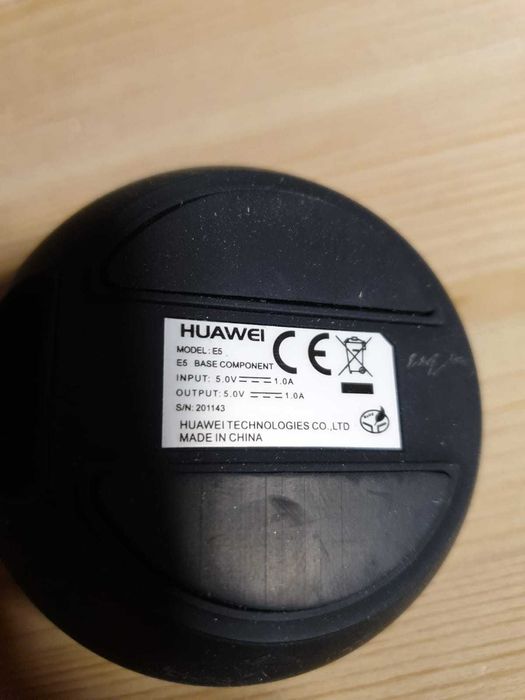 HUAWEI
MODEL: E5
E5 BASE COMPONENT
INPUT: 5.0V ⎓ 1.0A
OUTPUT: 5.0V ⎓ 1.0A
S/N: 201143
HUAWEI TECHNOLOGIES CO.,LTD
MADE IN CHINA
CE